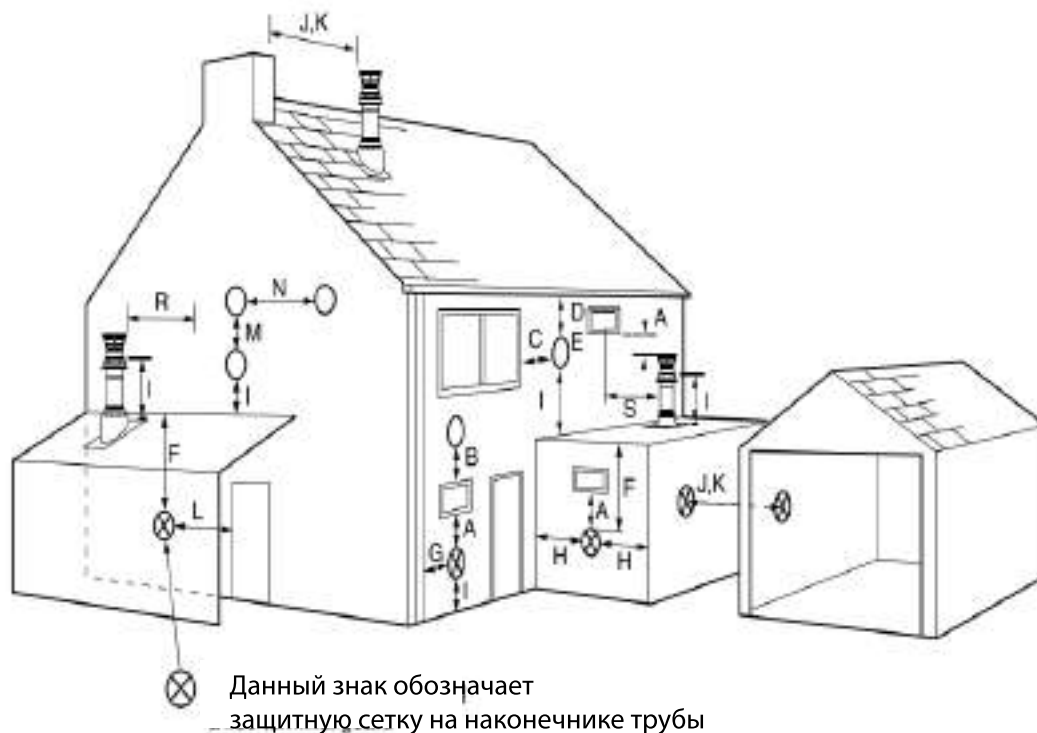 J,K
R
N
M
D
A
C
E
I
I
I
S
I
F
B
F
J,K
L
A
A
G
H
H
I
Данный знак обозначает
защитную сетку на наконечнике трубы